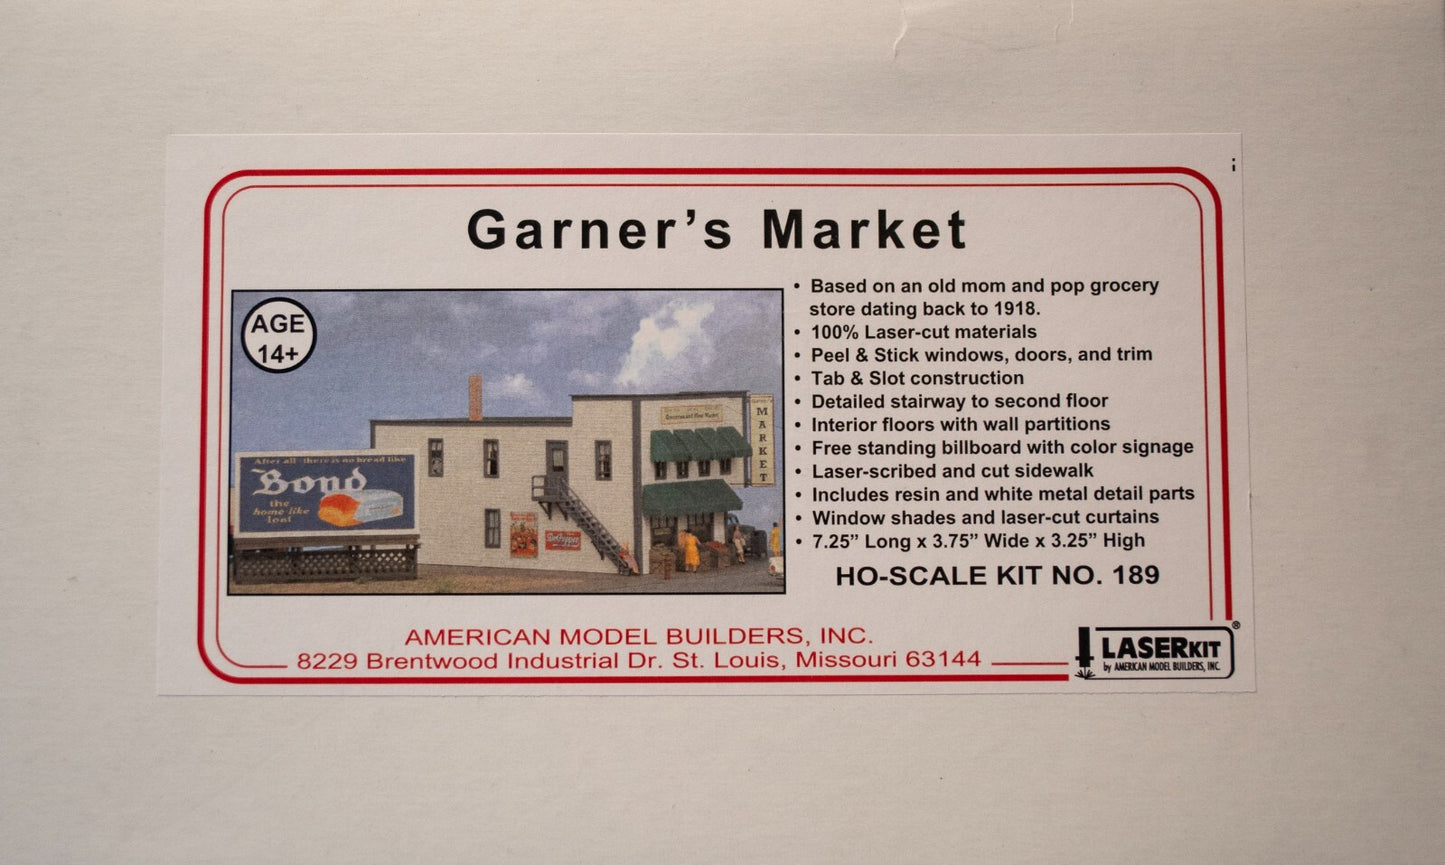 Garner’s Market
AGE
14+
After all - there is no bread like
Bond
the
home like
loaf
MARKET
Dr. Pepper
• Based on an old mom and pop grocery
store dating back to 1918.
• 100% Laser-cut materials
• Peel & Stick windows, doors, and trim
• Tab & Slot construction
• Detailed stairway to second floor
• Interior floors with wall partitions
• Free standing billboard with color signage
• Laser-scribed and cut sidewalk
• Includes resin and white metal detail parts
• Window shades and laser-cut curtains
• 7.25” Long x 3.75” Wide x 3.25” High
HO-SCALE KIT NO. 189
AMERICAN MODEL BUILDERS, INC.
8229 Brentwood Industrial Dr. St. Louis, Missouri 63144
LASERKIT®
by AMERICAN MODEL BUILDERS, INC.